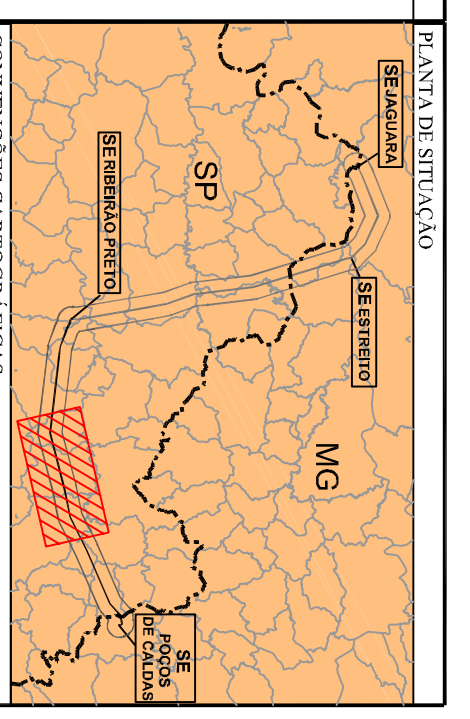 PLANTA DE SITUAÇÃO
SE JAGUARA
SE ESTREITO
MG
SP
SE RIBEIRÃO PRETO
SE
POÇOS
DE CALDAS